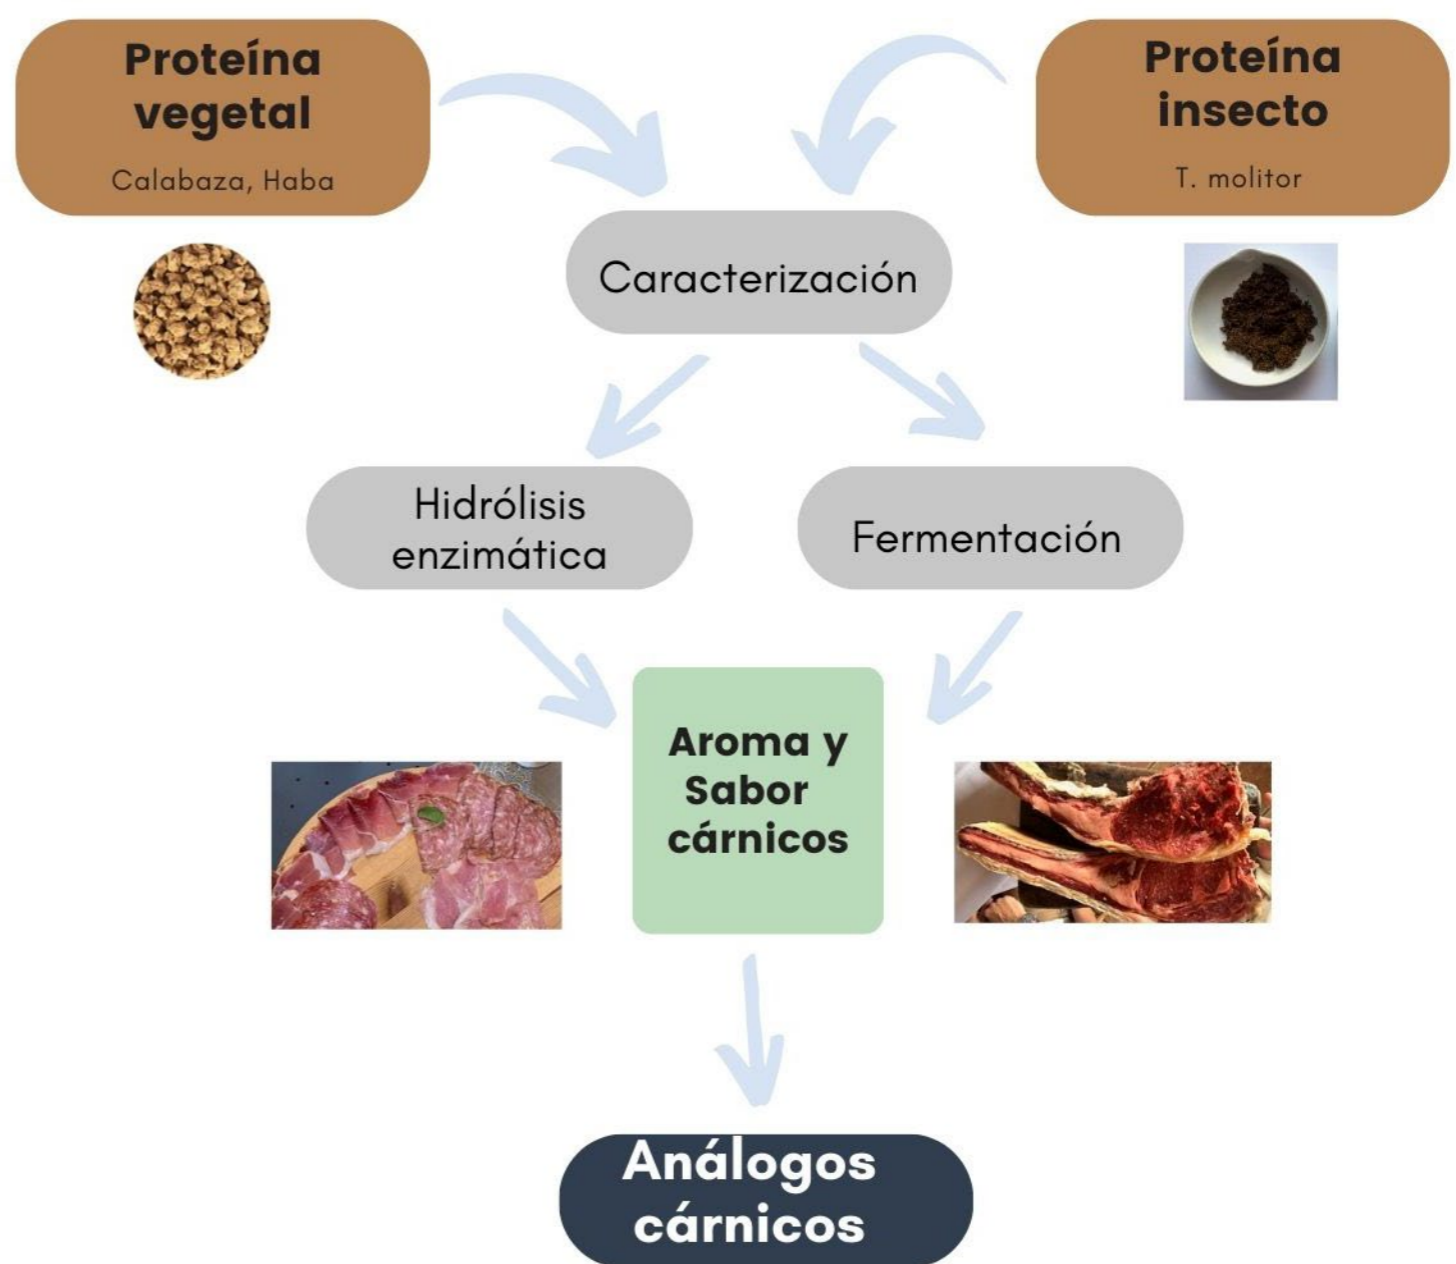 Proteína
vegetal
Calabaza, Haba
Proteína
insecto
T. molitor
Caracterización
Hidrólisis
enzimática
Fermentación
Aroma y
Sabor
cárnicos
Análogos
cárnicos